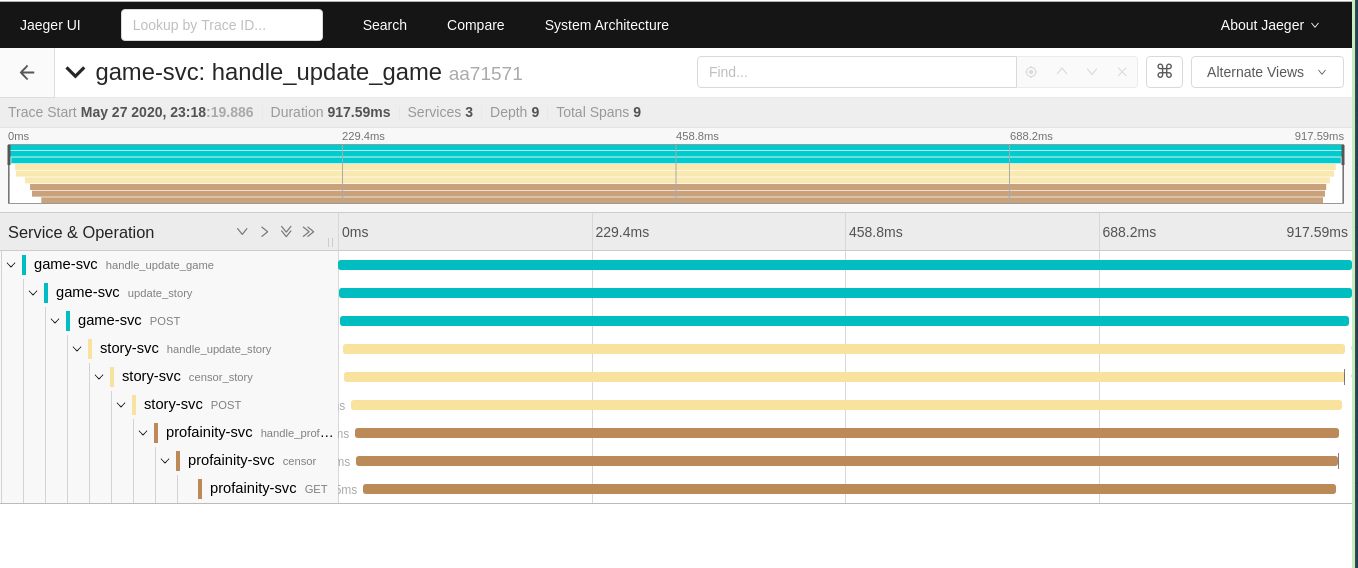 Jaeger UI Lookup by Trace ID... Search Compare System Architecture About Jaeger
game-svc: handle_update_game aa71571 Find... ⌘ Alternate Views
Trace Start May 27 2020, 23:18:19.886 Duration 917.59ms Services 3 Depth 9 Total Spans 9
0ms 229.4ms 458.8ms 688.2ms 917.59ms
Service & Operation 0ms 229.4ms 458.8ms 688.2ms 917.59ms
game-svc handle_update_game
game-svc update_story
game-svc POST
story-svc handle_update_story
story-svc censor_story
story-svc POST
profainity-svc handle_prof...
profainity-svc censor
profainity-svc GET